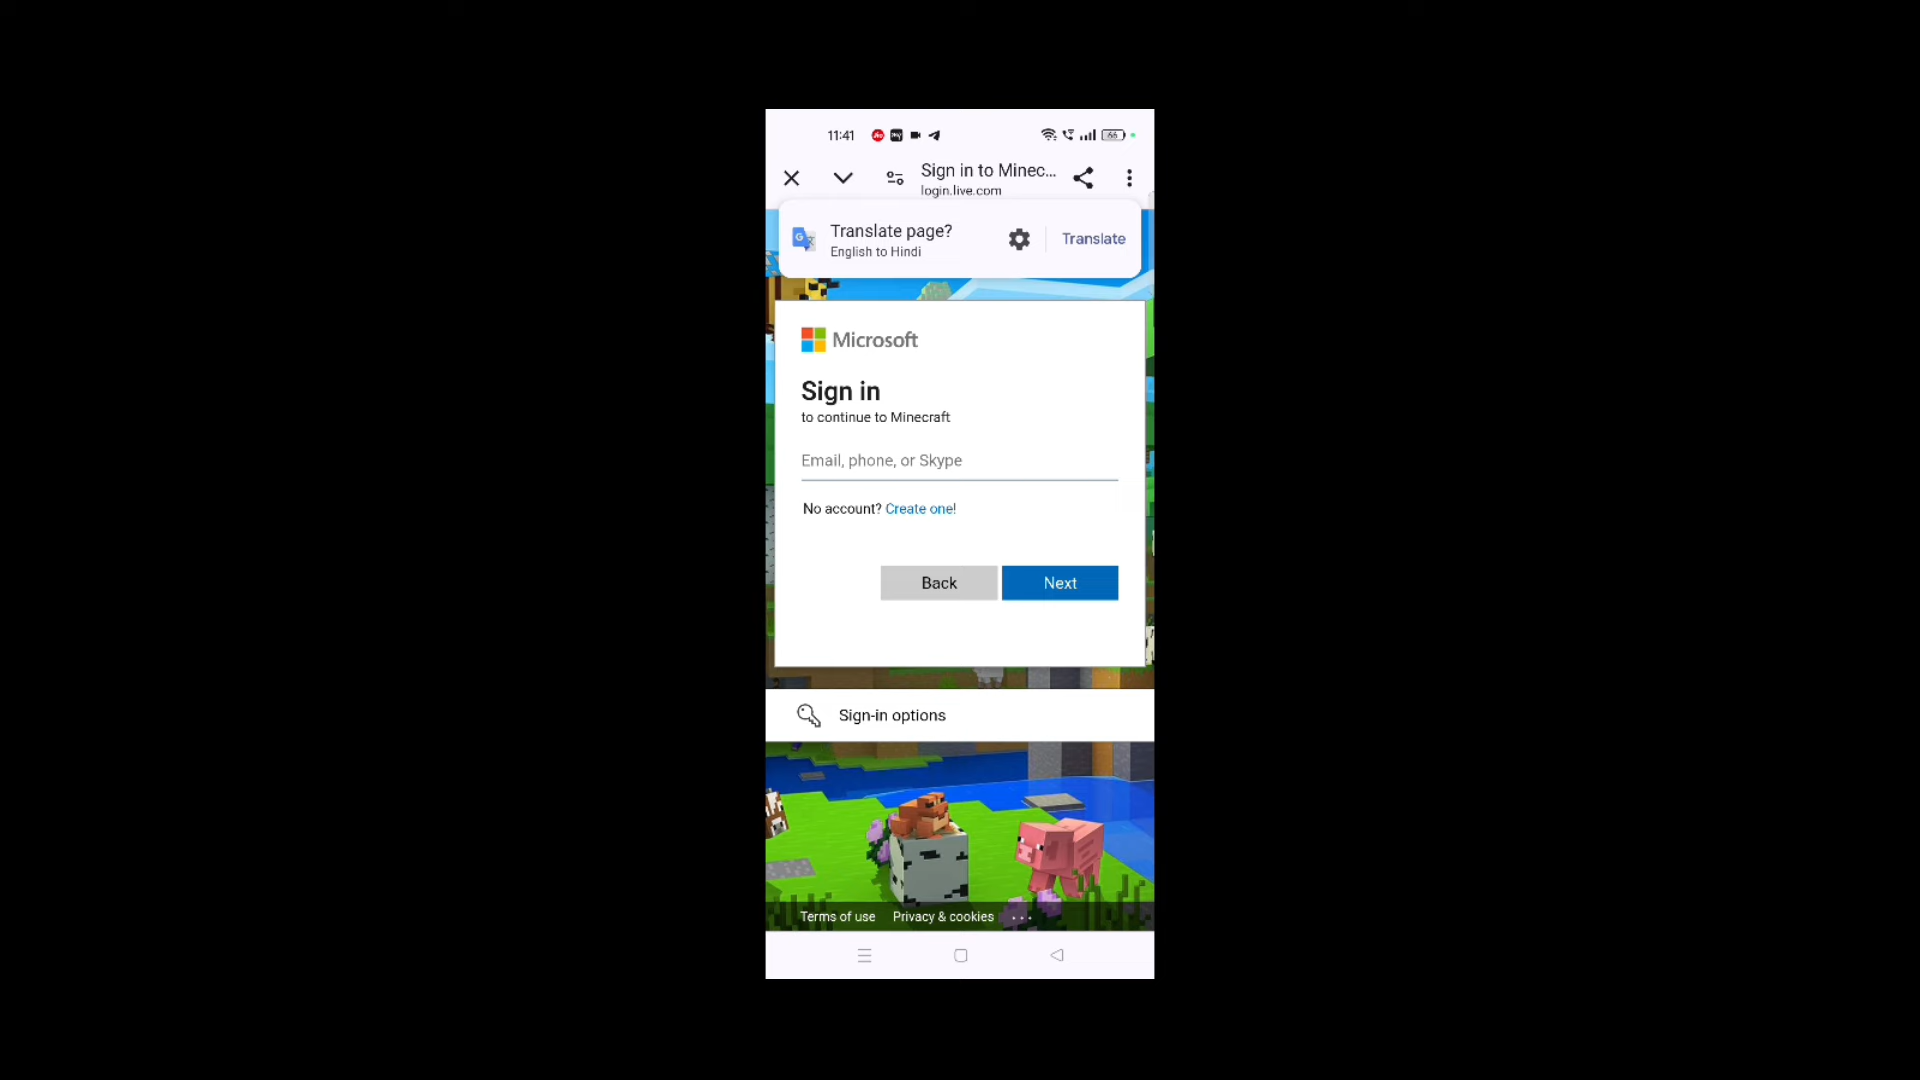 11:41
66
Sign in to Minec...
login.live.com
Translate page?
English to Hindi
Translate
Microsoft
Sign in
to continue to Minecraft
Email, phone, or Skype
No account? Create one!
Back
Next
Sign-in options
Terms of use
Privacy & cookies
...